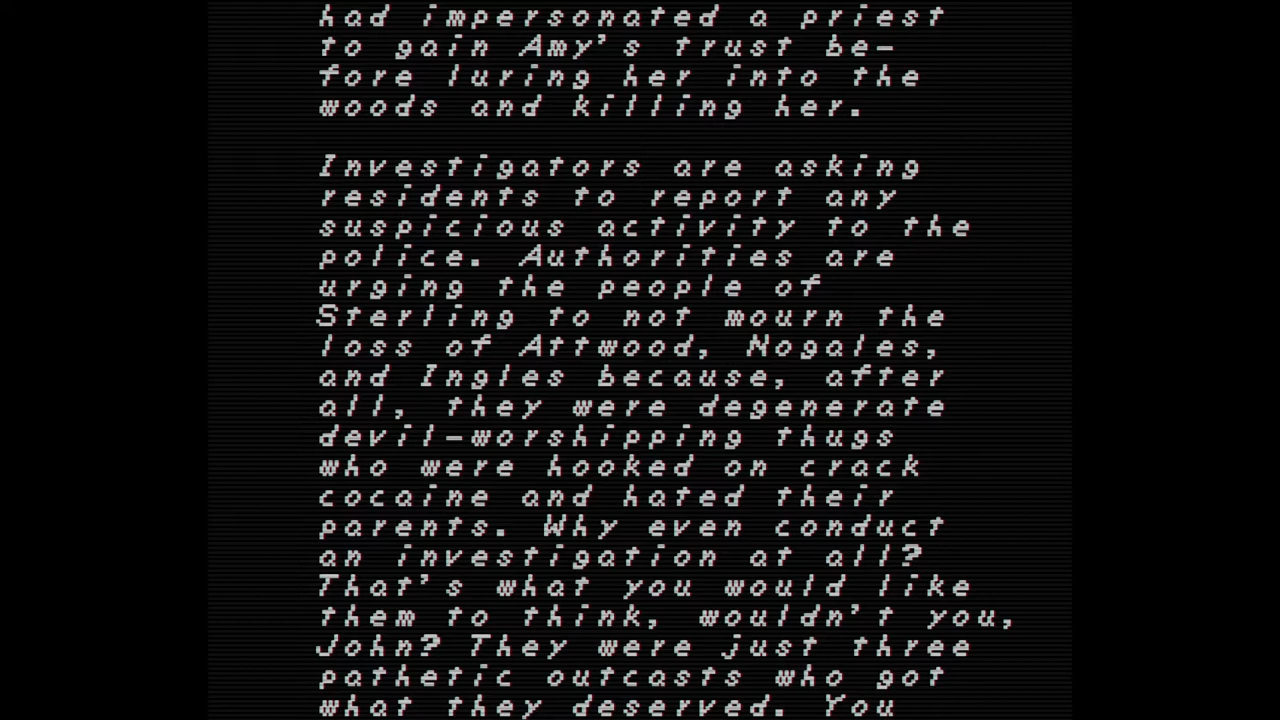 had impersonated a priest
to gain Amy's trust be-
fore luring her into the
woods and killing her.
Investigators are asking
residents to report any
suspicious activity to the
police. Authorities are
urging the people of
Sterling to not mourn the
loss of Attwood, Nogales,
and Ingles because, after
all, they were degenerate
devil-worshipping thugs
who were hooked on crack
cocaine and hated their
parents. Why even conduct
an investigation at all?
That's what you would like
them to think, wouldn't you,
John? They were just three
pathetic outcasts who got
what they deserved. You